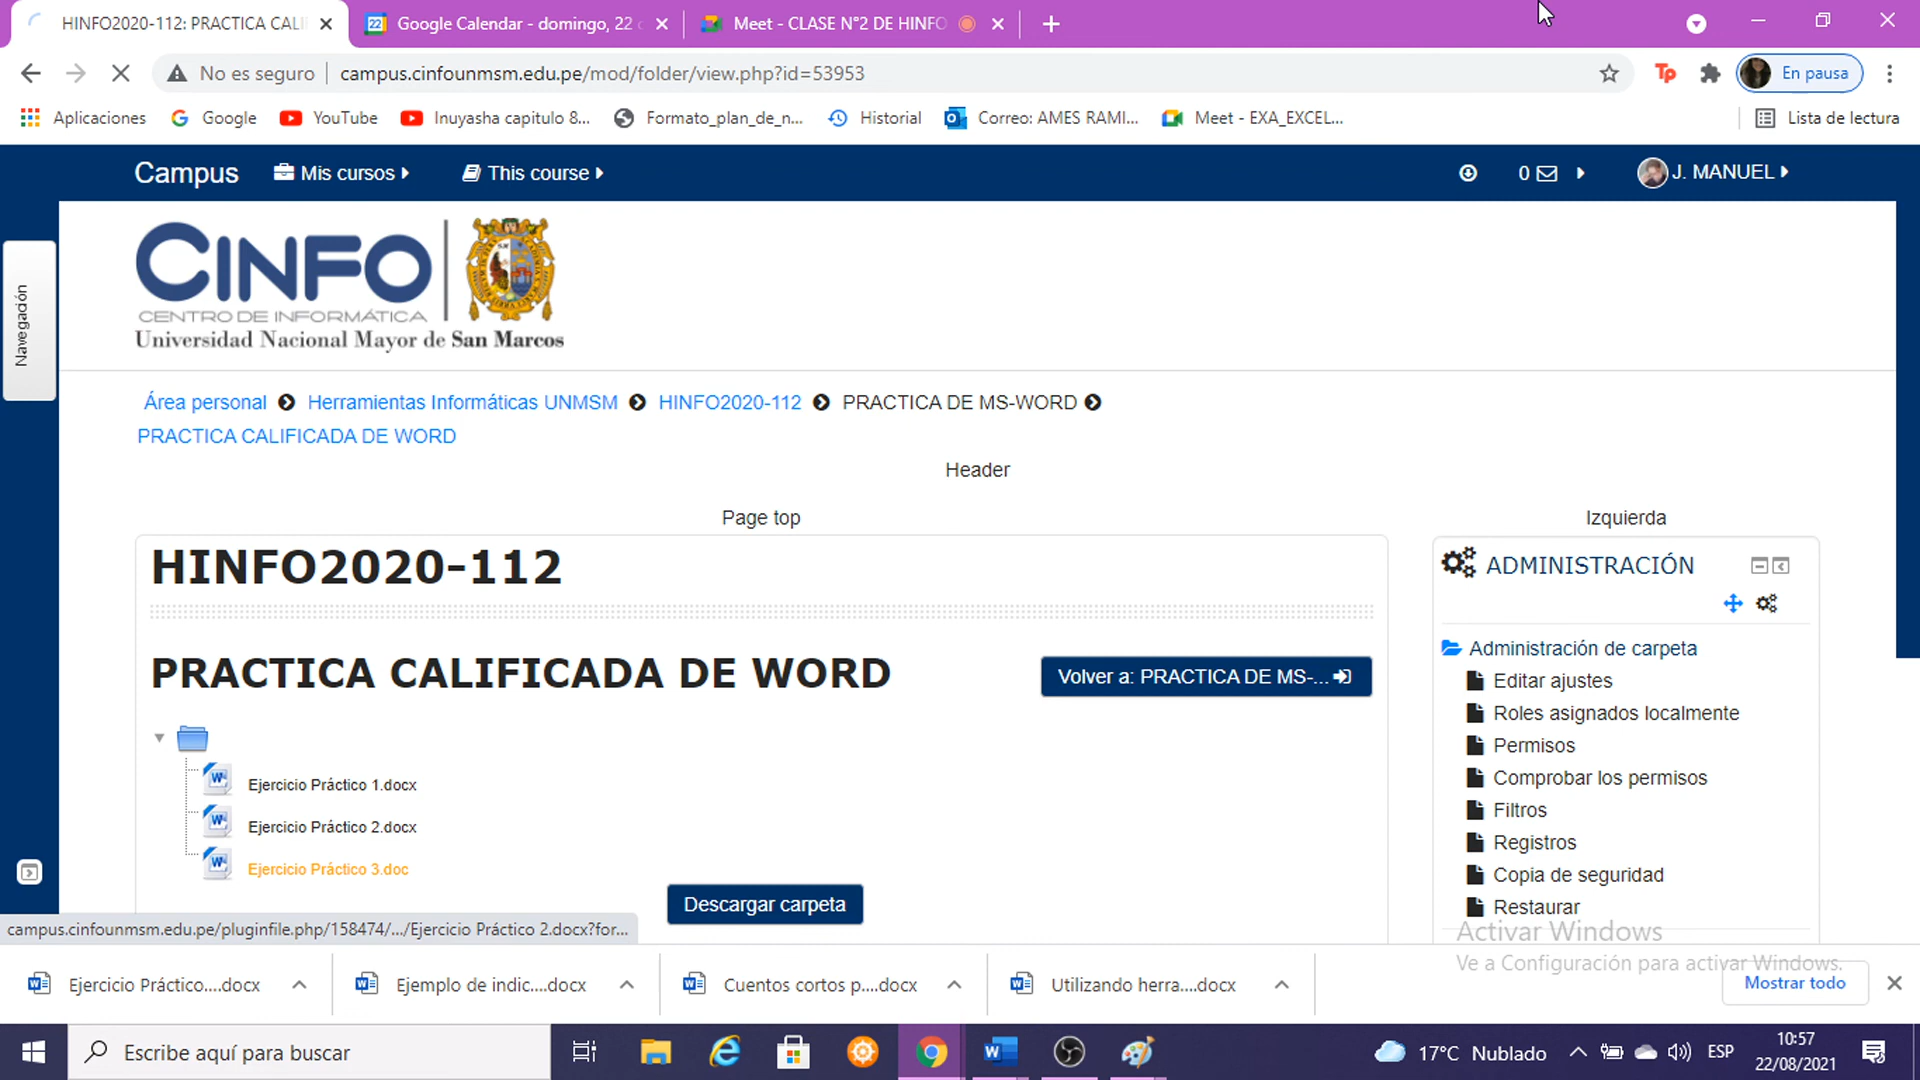 HINFO2020-112: PRACTICA CALI
Google Calendar - domingo, 22
Meet - CLASE N°2 DE HINFO
No es seguro
campus.cinfounmsm.edu.pe/mod/folder/view.php?id=53953
Tp
En pausa
Aplicaciones
Google
YouTube
Inuyasha capitulo 8...
Formato_plan_de_n...
Historial
Correo: AMES RAMI...
Meet - EXA_EXCEL...
Lista de lectura
Campus
Mis cursos
This course
0
J. MANUEL
Navegación
CINFO
CENTRO DE INFORMÁTICA
Universidad Nacional Mayor de San Marcos
Área personal
Herramientas Informáticas UNMSM
HINFO2020-112
PRACTICA DE MS-WORD
PRACTICA CALIFICADA DE WORD
Header
Page top
Izquierda
HINFO2020-112
ADMINISTRACIÓN
PRACTICA CALIFICADA DE WORD
Volver a: PRACTICA DE MS-...
Administración de carpeta
Editar ajustes
Roles asignados localmente
Permisos
Comprobar los permisos
Filtros
Registros
Copia de seguridad
Restaurar
Ejercicio Práctico 1.docx
Ejercicio Práctico 2.docx
Ejercicio Práctico 3.doc
Descargar carpeta
campus.cinfounmsm.edu.pe/pluginfile.php/158474/.../Ejercicio Práctico 2.docx?for...
Activar Windows
Ve a Configuración para activar Windows.
Ejercicio Práctico....docx
Ejemplo de indic....docx
Cuentos cortos p....docx
Utilizando herra....docx
Mostrar todo
Escribe aquí para buscar
17°C Nublado
ESP
10:57
22/08/2021